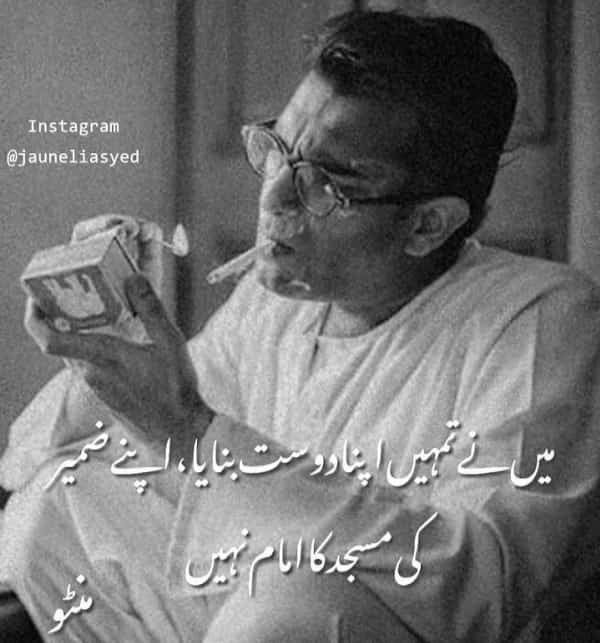 Instagram
@jauneliasyed
میں نے تمہیں اپنا دوست بنایا، اپنے ضمیر
کی مسجد کا امام نہیں
منٹو